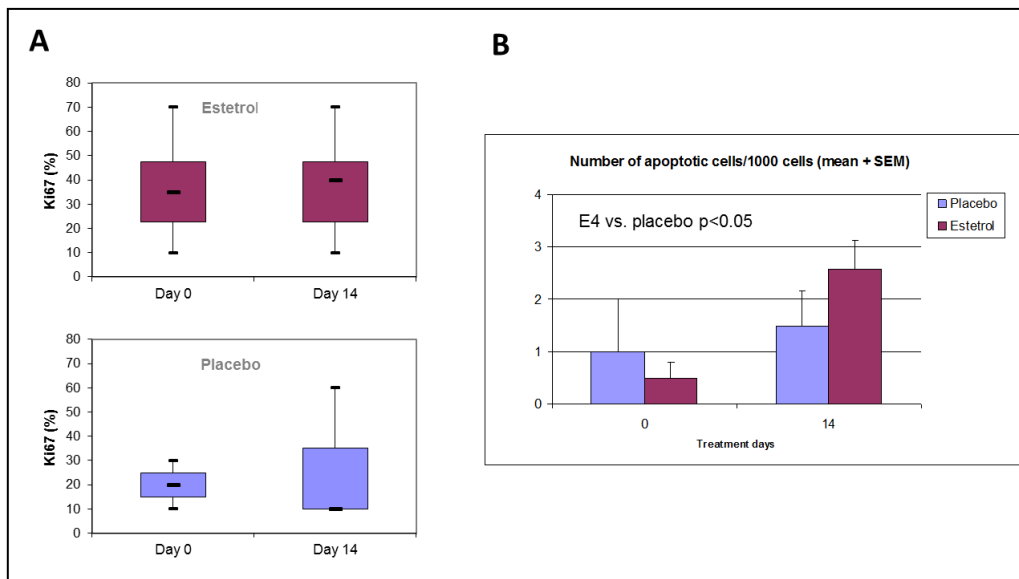 A
80
70
60
50
40
30
20
10
0
Ki67 (%)
Estetrol
Day 0 Day 14
80
70
60
50
40
30
20
10
0
Ki67 (%)
Placebo
Day 0 Day 14
B
Number of apoptotic cells/1000 cells (mean + SEM)
4
3
2
1
0
E4 vs. placebo p<0.05
Placebo
Estetrol
0 14
Treatment days